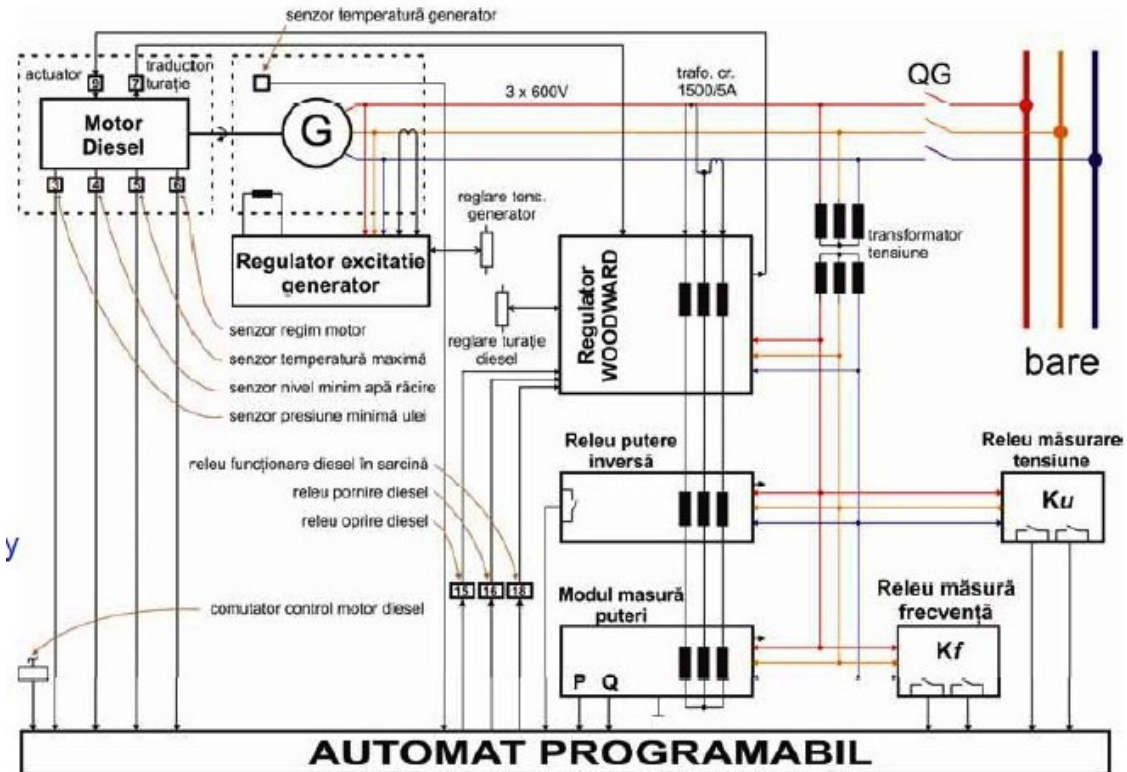 senzor temperatură generator
actuator
traductor
turație
9
7
Motor
Diesel
3
4
5
6
G
3 x 600V
trafo. cr.
1500/5A
QG
bare
reglare tens.
generator
Regulator excitatie
generator
reglare turație
diesel
Regulator
WOODWARD
transformator
tensiune
senzor regim motor
senzor temperatură maximă
senzor nivel minim apă răcire
senzor presiune minimă ulei
releu funcționare diesel în sarcină
releu pornire diesel
releu oprire diesel
Releu putere
inversă
Releu măsurare
tensiune
Ku
y
15
16
18
comutator control motor diesel
Modul masură
puteri
P Q
Releu măsură
frecvență
Kf
AUTOMAT PROGRAMABIL